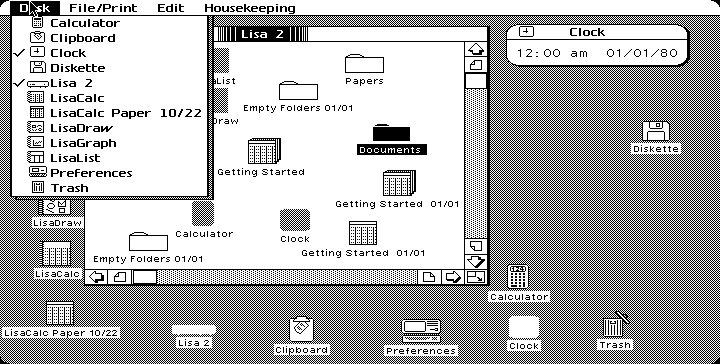 Desk File/Print Edit Housekeeping
Calculator
Clipboard
Clock
Diskette
Lisa 2
LisaCalc
LisaCalc Paper 10/22
LisaDraw
LisaGraph
LisaList
Preferences
Trash
Lisa 2
Clock
12:00 am 01/01/80
aList
Papers
Empty Folders 01/01
Draw
Documents
Getting Started
Getting Started 01/01
Calculator
Clock
Getting Started 01/01
Empty Folders 01/01
Diskette
LisaDraw
LisaCalc
LisaCalc Paper 10/22
Lisa 2
Clipboard
Preferences
Calculator
Clock
Trash